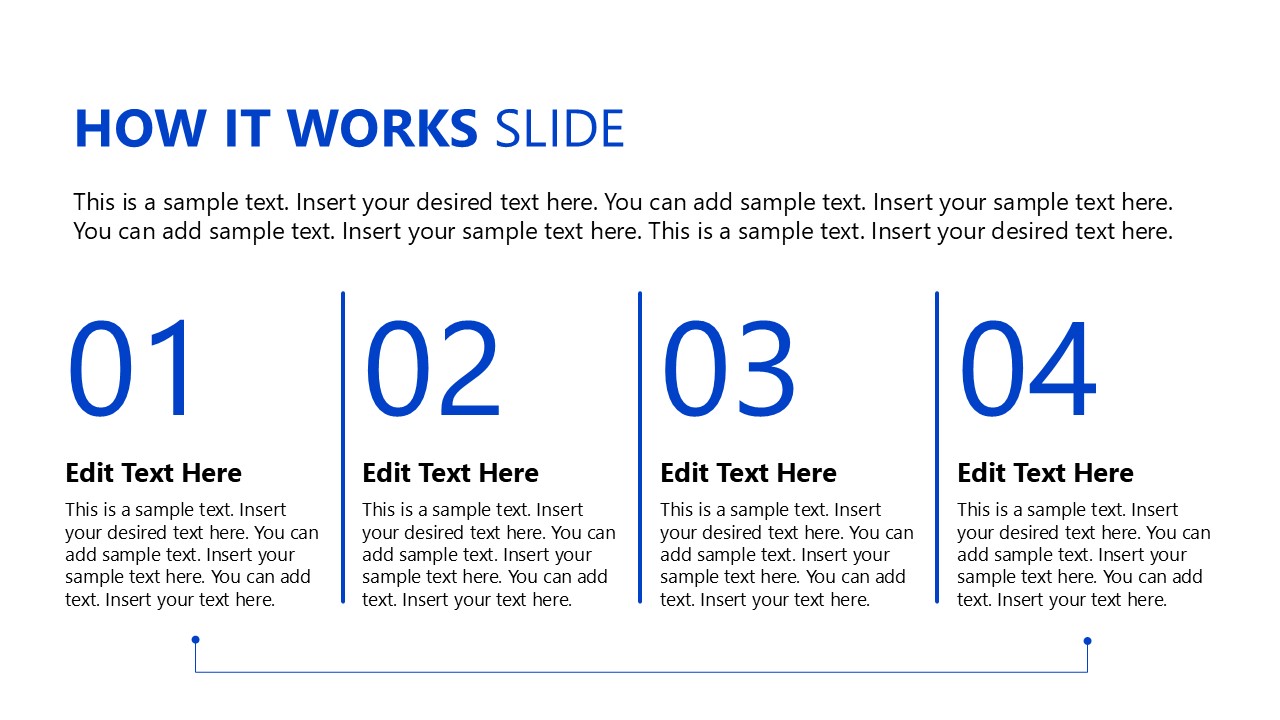 HOW IT WORKS SLIDE
This is a sample text. Insert your desired text here. You can add sample text. Insert your sample text here.
You can add sample text. Insert your sample text here. This is a sample text. Insert your desired text here.
01
Edit Text Here
This is a sample text. Insert
your desired text here. You can
add sample text. Insert your
sample text here. You can add
text. Insert your text here.
02
Edit Text Here
This is a sample text. Insert
your desired text here. You can
add sample text. Insert your
sample text here. You can add
text. Insert your text here.
03
Edit Text Here
This is a sample text. Insert
your desired text here. You can
add sample text. Insert your
sample text here. You can add
text. Insert your text here.
04
Edit Text Here
This is a sample text. Insert
your desired text here. You can
add sample text. Insert your
sample text here. You can add
text. Insert your text here.